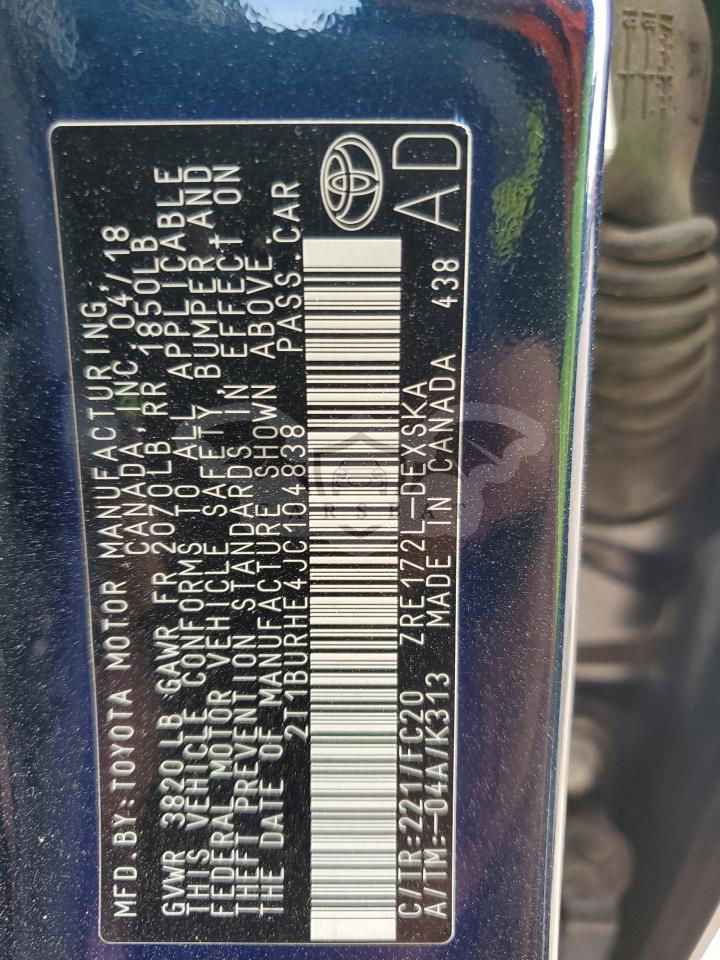 MFD.BY:TOYOTA MOTOR MANUFACTURING,
CANADA, INC. 04/18
GVWR 3820 LB GAWR FR 2070LB RR 1850LB
THIS VEHICLE CONFORMS TO ALL APPLICABLE
FEDERAL MOTOR VEHICLE SAFETY, BUMPER, AND
THEFT PREVENTION STANDARDS IN EFFECT ON
THE DATE OF MANUFACTURE SHOWN ABOVE.
2T1BURHE4JC104838 PASS.CAR
C/TR:221/FC20 ZRE172L-DEXSKA
A/TM:-04A/K313 MADE IN CANADA 438
AD